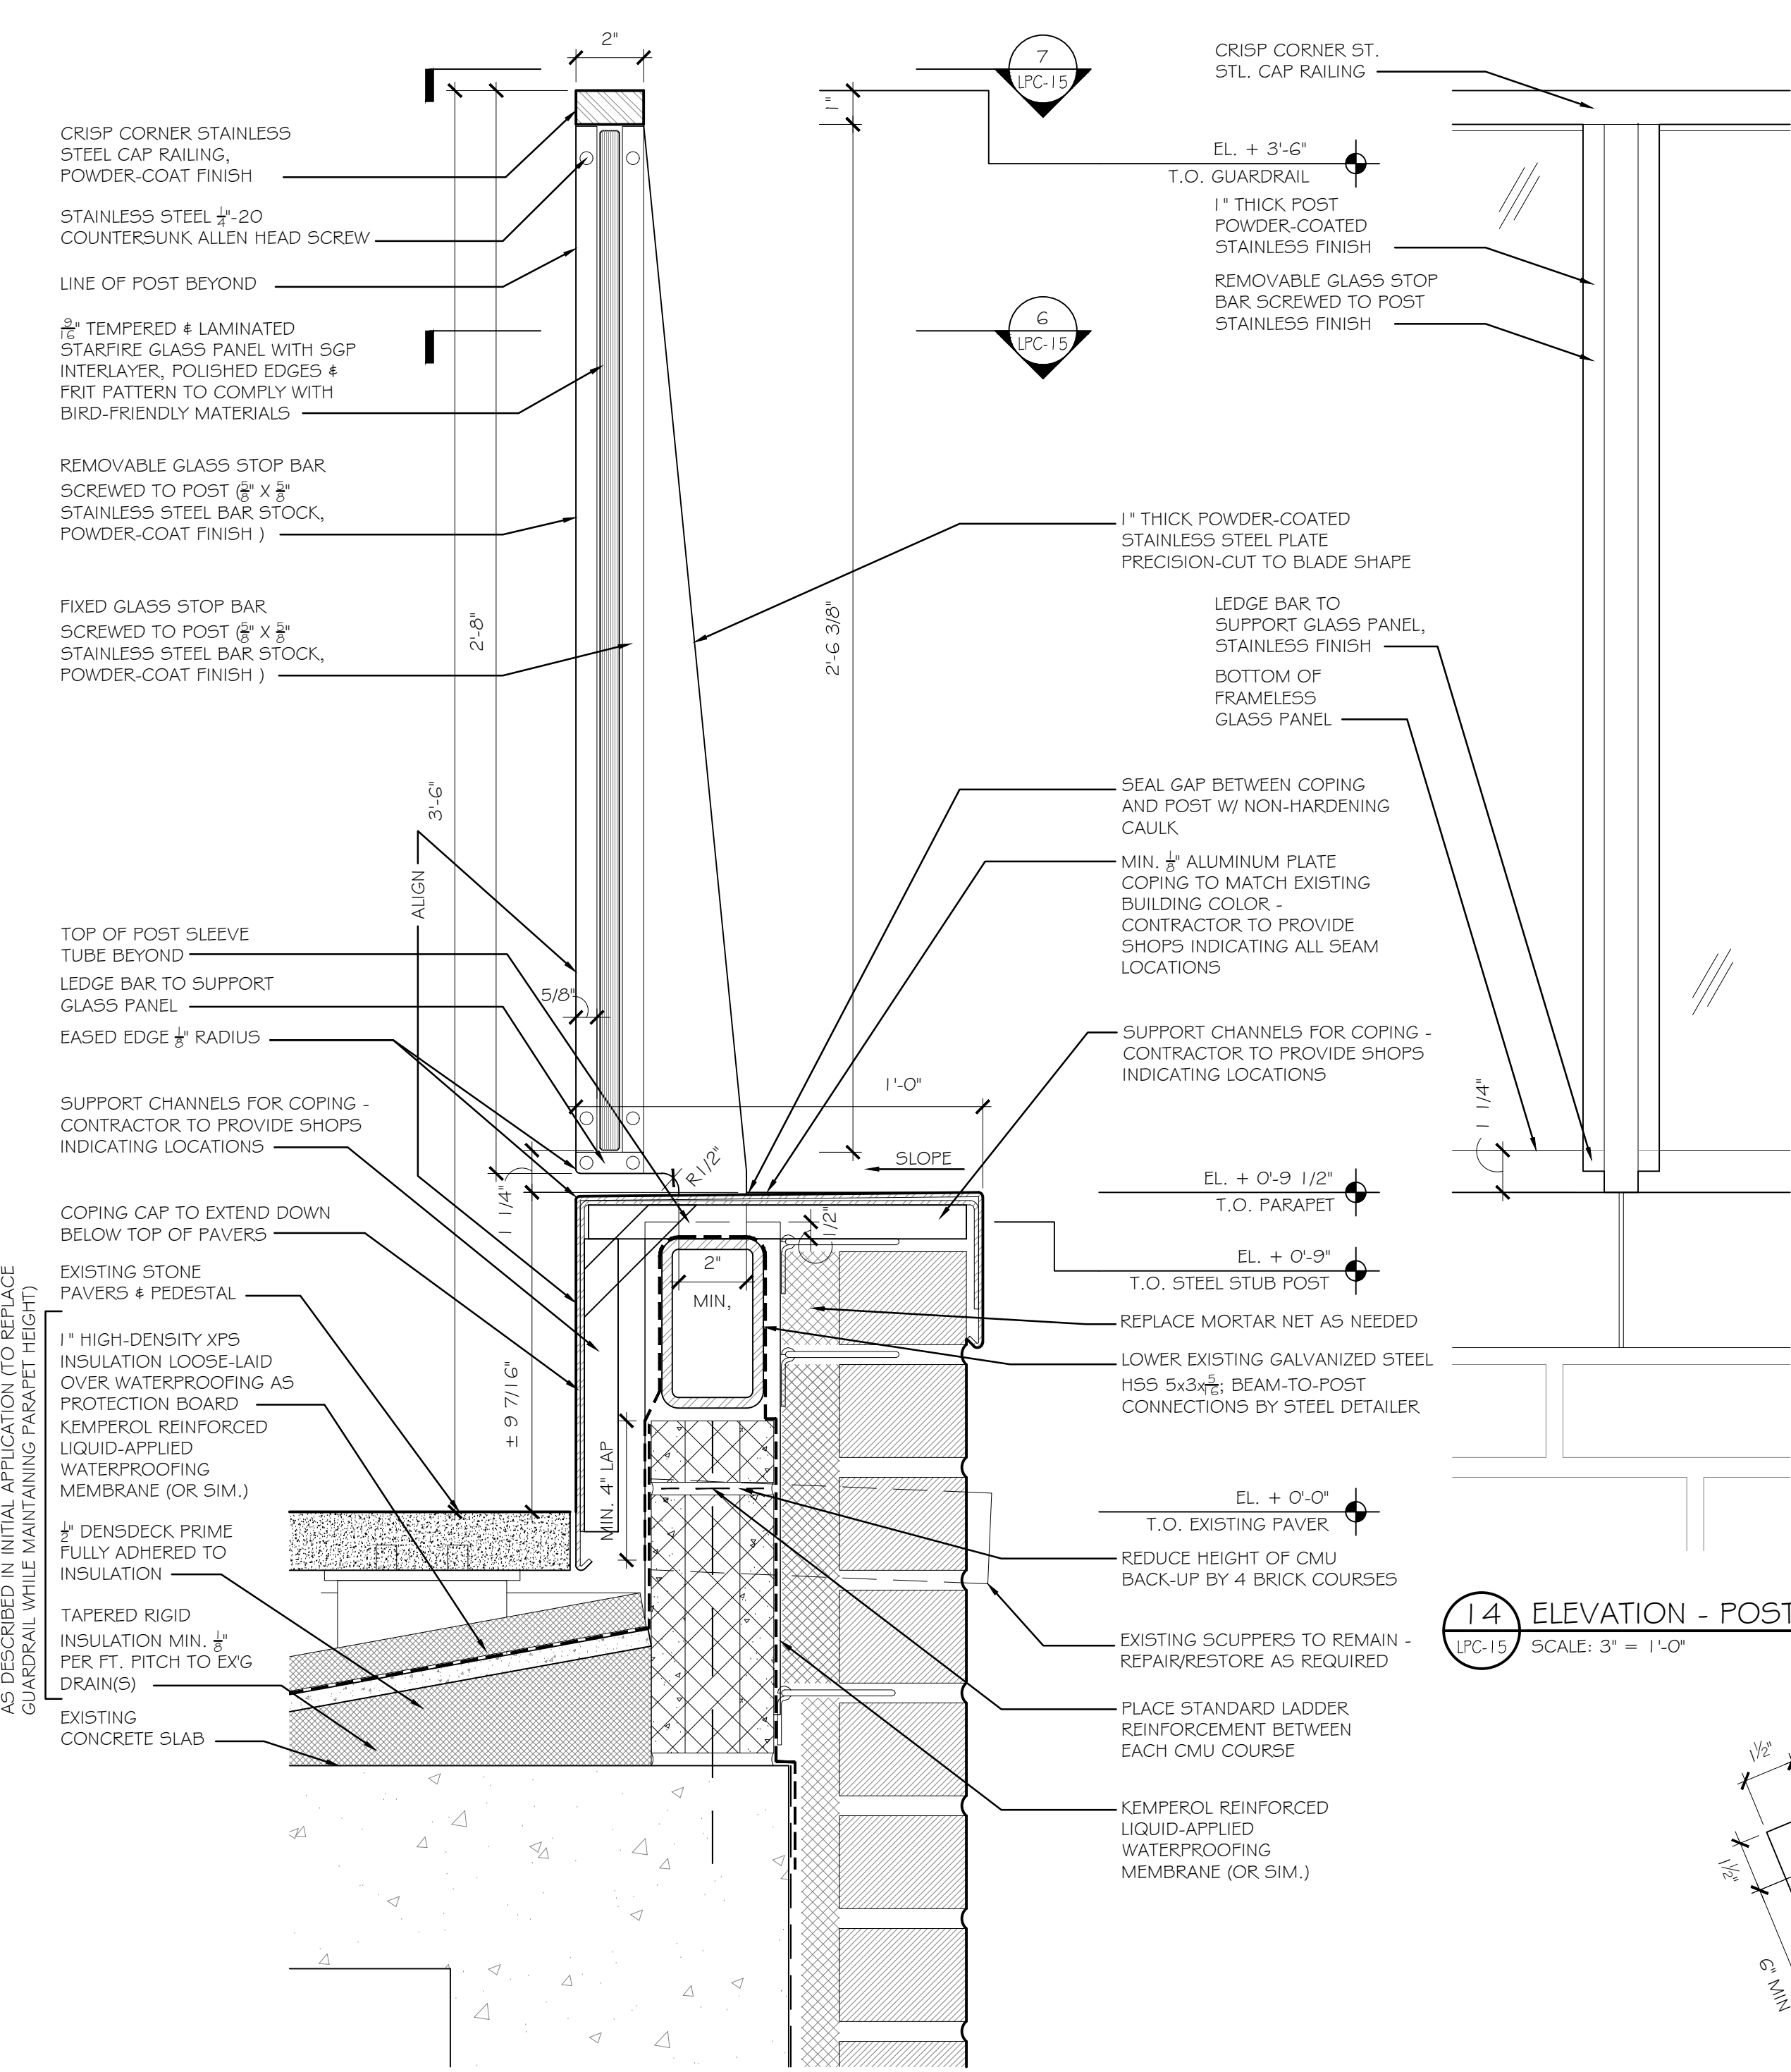 2"
7
LPC-15
1"
CRISP CORNER ST.
STL. CAP RAILING
CRISP CORNER STAINLESS
STEEL CAP RAILING,
POWDER-COAT FINISH
STAINLESS STEEL 1/4"-20
COUNTERSUNK ALLEN HEAD SCREW
LINE OF POST BEYOND
9/16" TEMPERED & LAMINATED
STARFIRE GLASS PANEL WITH SGP
INTERLAYER, POLISHED EDGES &
FRIT PATTERN TO COMPLY WITH
BIRD-FRIENDLY MATERIALS
REMOVABLE GLASS STOP BAR
SCREWED TO POST (5/8" X 5/8"
STAINLESS STEEL BAR STOCK,
POWDER-COAT FINISH )
FIXED GLASS STOP BAR
SCREWED TO POST (5/8" X 5/8"
STAINLESS STEEL BAR STOCK,
POWDER-COAT FINISH )
2'-8"
3'-6"
ALIGN
2'-6 3/8"
EL. + 3'-6"
T.O. GUARDRAIL
1" THICK POST
POWDER-COATED
STAINLESS FINISH
REMOVABLE GLASS STOP
BAR SCREWED TO POST
STAINLESS FINISH
6
LPC-15
1" THICK POWDER-COATED
STAINLESS STEEL PLATE
PRECISION-CUT TO BLADE SHAPE
LEDGE BAR TO
SUPPORT GLASS PANEL,
STAINLESS FINISH
BOTTOM OF
FRAMELESS
GLASS PANEL
SEAL GAP BETWEEN COPING
AND POST W/ NON-HARDENING
CAULK
MIN. 1/8" ALUMINUM PLATE
COPING TO MATCH EXISTING
BUILDING COLOR -
CONTRACTOR TO PROVIDE
SHOPS INDICATING ALL SEAM
LOCATIONS
SUPPORT CHANNELS FOR COPING -
CONTRACTOR TO PROVIDE SHOPS
INDICATING LOCATIONS
TOP OF POST SLEEVE
TUBE BEYOND
LEDGE BAR TO SUPPORT
GLASS PANEL
EASED EDGE 1/8" RADIUS
SUPPORT CHANNELS FOR COPING -
CONTRACTOR TO PROVIDE SHOPS
INDICATING LOCATIONS
COPING CAP TO EXTEND DOWN
BELOW TOP OF PAVERS
EXISTING STONE
PAVERS & PEDESTAL
5/8"
1'-0"
SLOPE
R1/2"
1 1/4"
1/2"
2"
MIN,
± 9 7/16"
MIN. 4" LAP
1 1/4"
EL. + 0'-9 1/2"
T.O. PARAPET
EL. + 0'-9"
T.O. STEEL STUB POST
REPLACE MORTAR NET AS NEEDED
LOWER EXISTING GALVANIZED STEEL
HSS 5x3x5/16; BEAM-TO-POST
CONNECTIONS BY STEEL DETAILER
EL. + 0'-0"
T.O. EXISTING PAVER
REDUCE HEIGHT OF CMU
BACK-UP BY 4 BRICK COURSES
EXISTING SCUPPERS TO REMAIN -
REPAIR/RESTORE AS REQUIRED
PLACE STANDARD LADDER
REINFORCEMENT BETWEEN
EACH CMU COURSE
KEMPEROL REINFORCED
LIQUID-APPLIED
WATERPROOFING
MEMBRANE (OR SIM.)
AS DESCRIBED IN INITIAL APPLICATION (TO REPLACE
GUARDRAIL WHILE MAINTAINING PARAPET HEIGHT)
1" HIGH-DENSITY XPS
INSULATION LOOSE-LAID
OVER WATERPROOFING AS
PROTECTION BOARD
KEMPEROL REINFORCED
LIQUID-APPLIED
WATERPROOFING
MEMBRANE (OR SIM.)
1/2" DENSDECK PRIME
FULLY ADHERED TO
INSULATION
TAPERED RIGID
INSULATION MIN. 1/8"
PER FT. PITCH TO EX'G
DRAIN(S)
EXISTING
CONCRETE SLAB
14
LPC-15
ELEVATION - POST
SCALE: 3" = 1'-0"
1½"
1½"
6" MIN